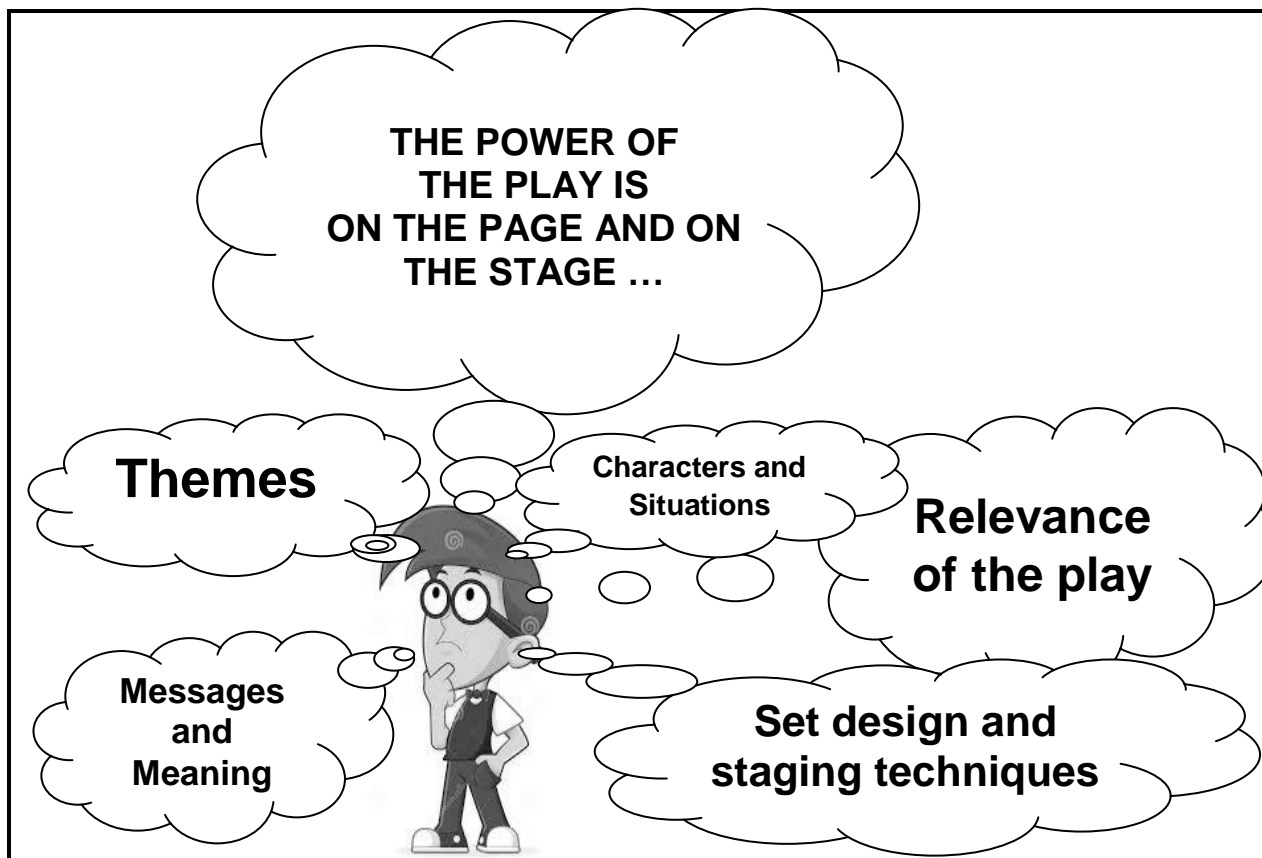 THE POWER OF
THE PLAY IS
ON THE PAGE AND ON
THE STAGE …
Themes
Characters and
Situations
Relevance
of the play
Messages
and
Meaning
Set design and
staging techniques